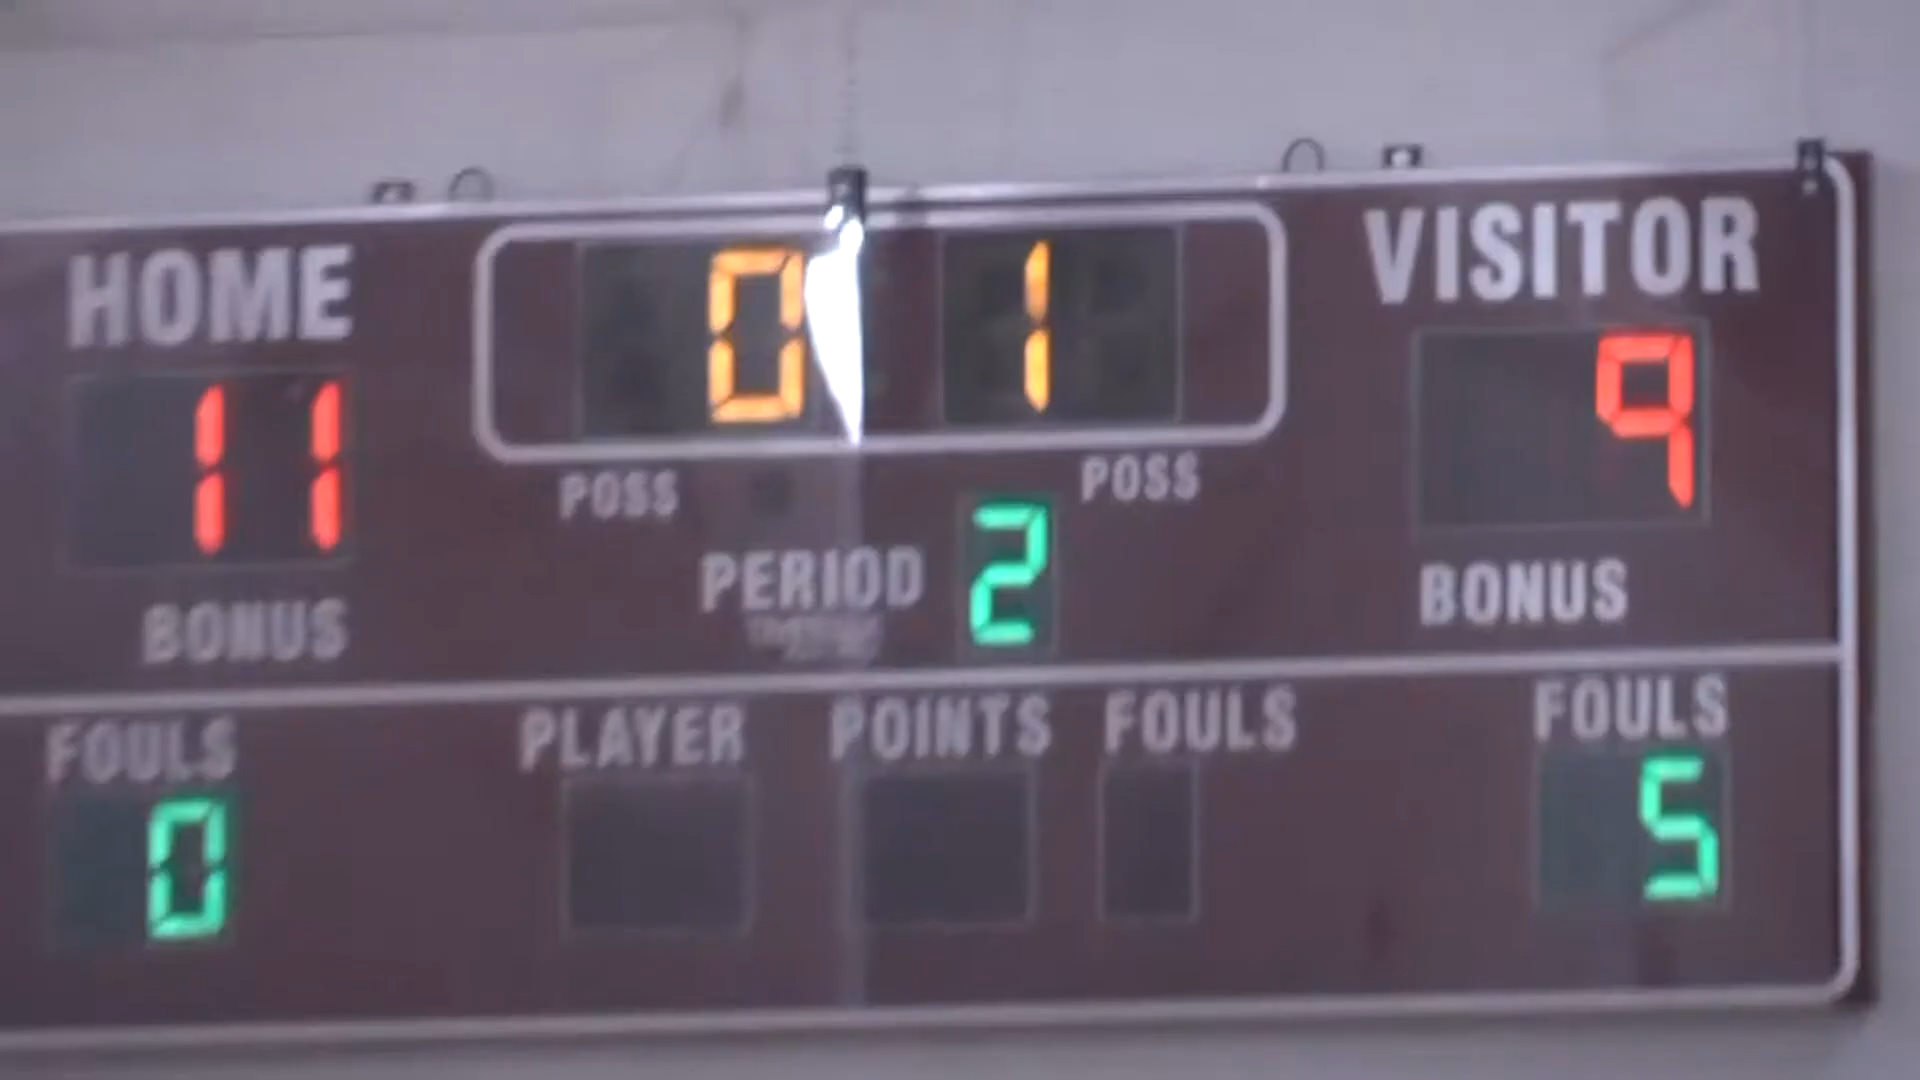 HOME 0 1 VISITOR
11 9
POSS POSS
PERIOD 2
BONUS BONUS
FOULS PLAYER POINTS FOULS FOULS
0 5